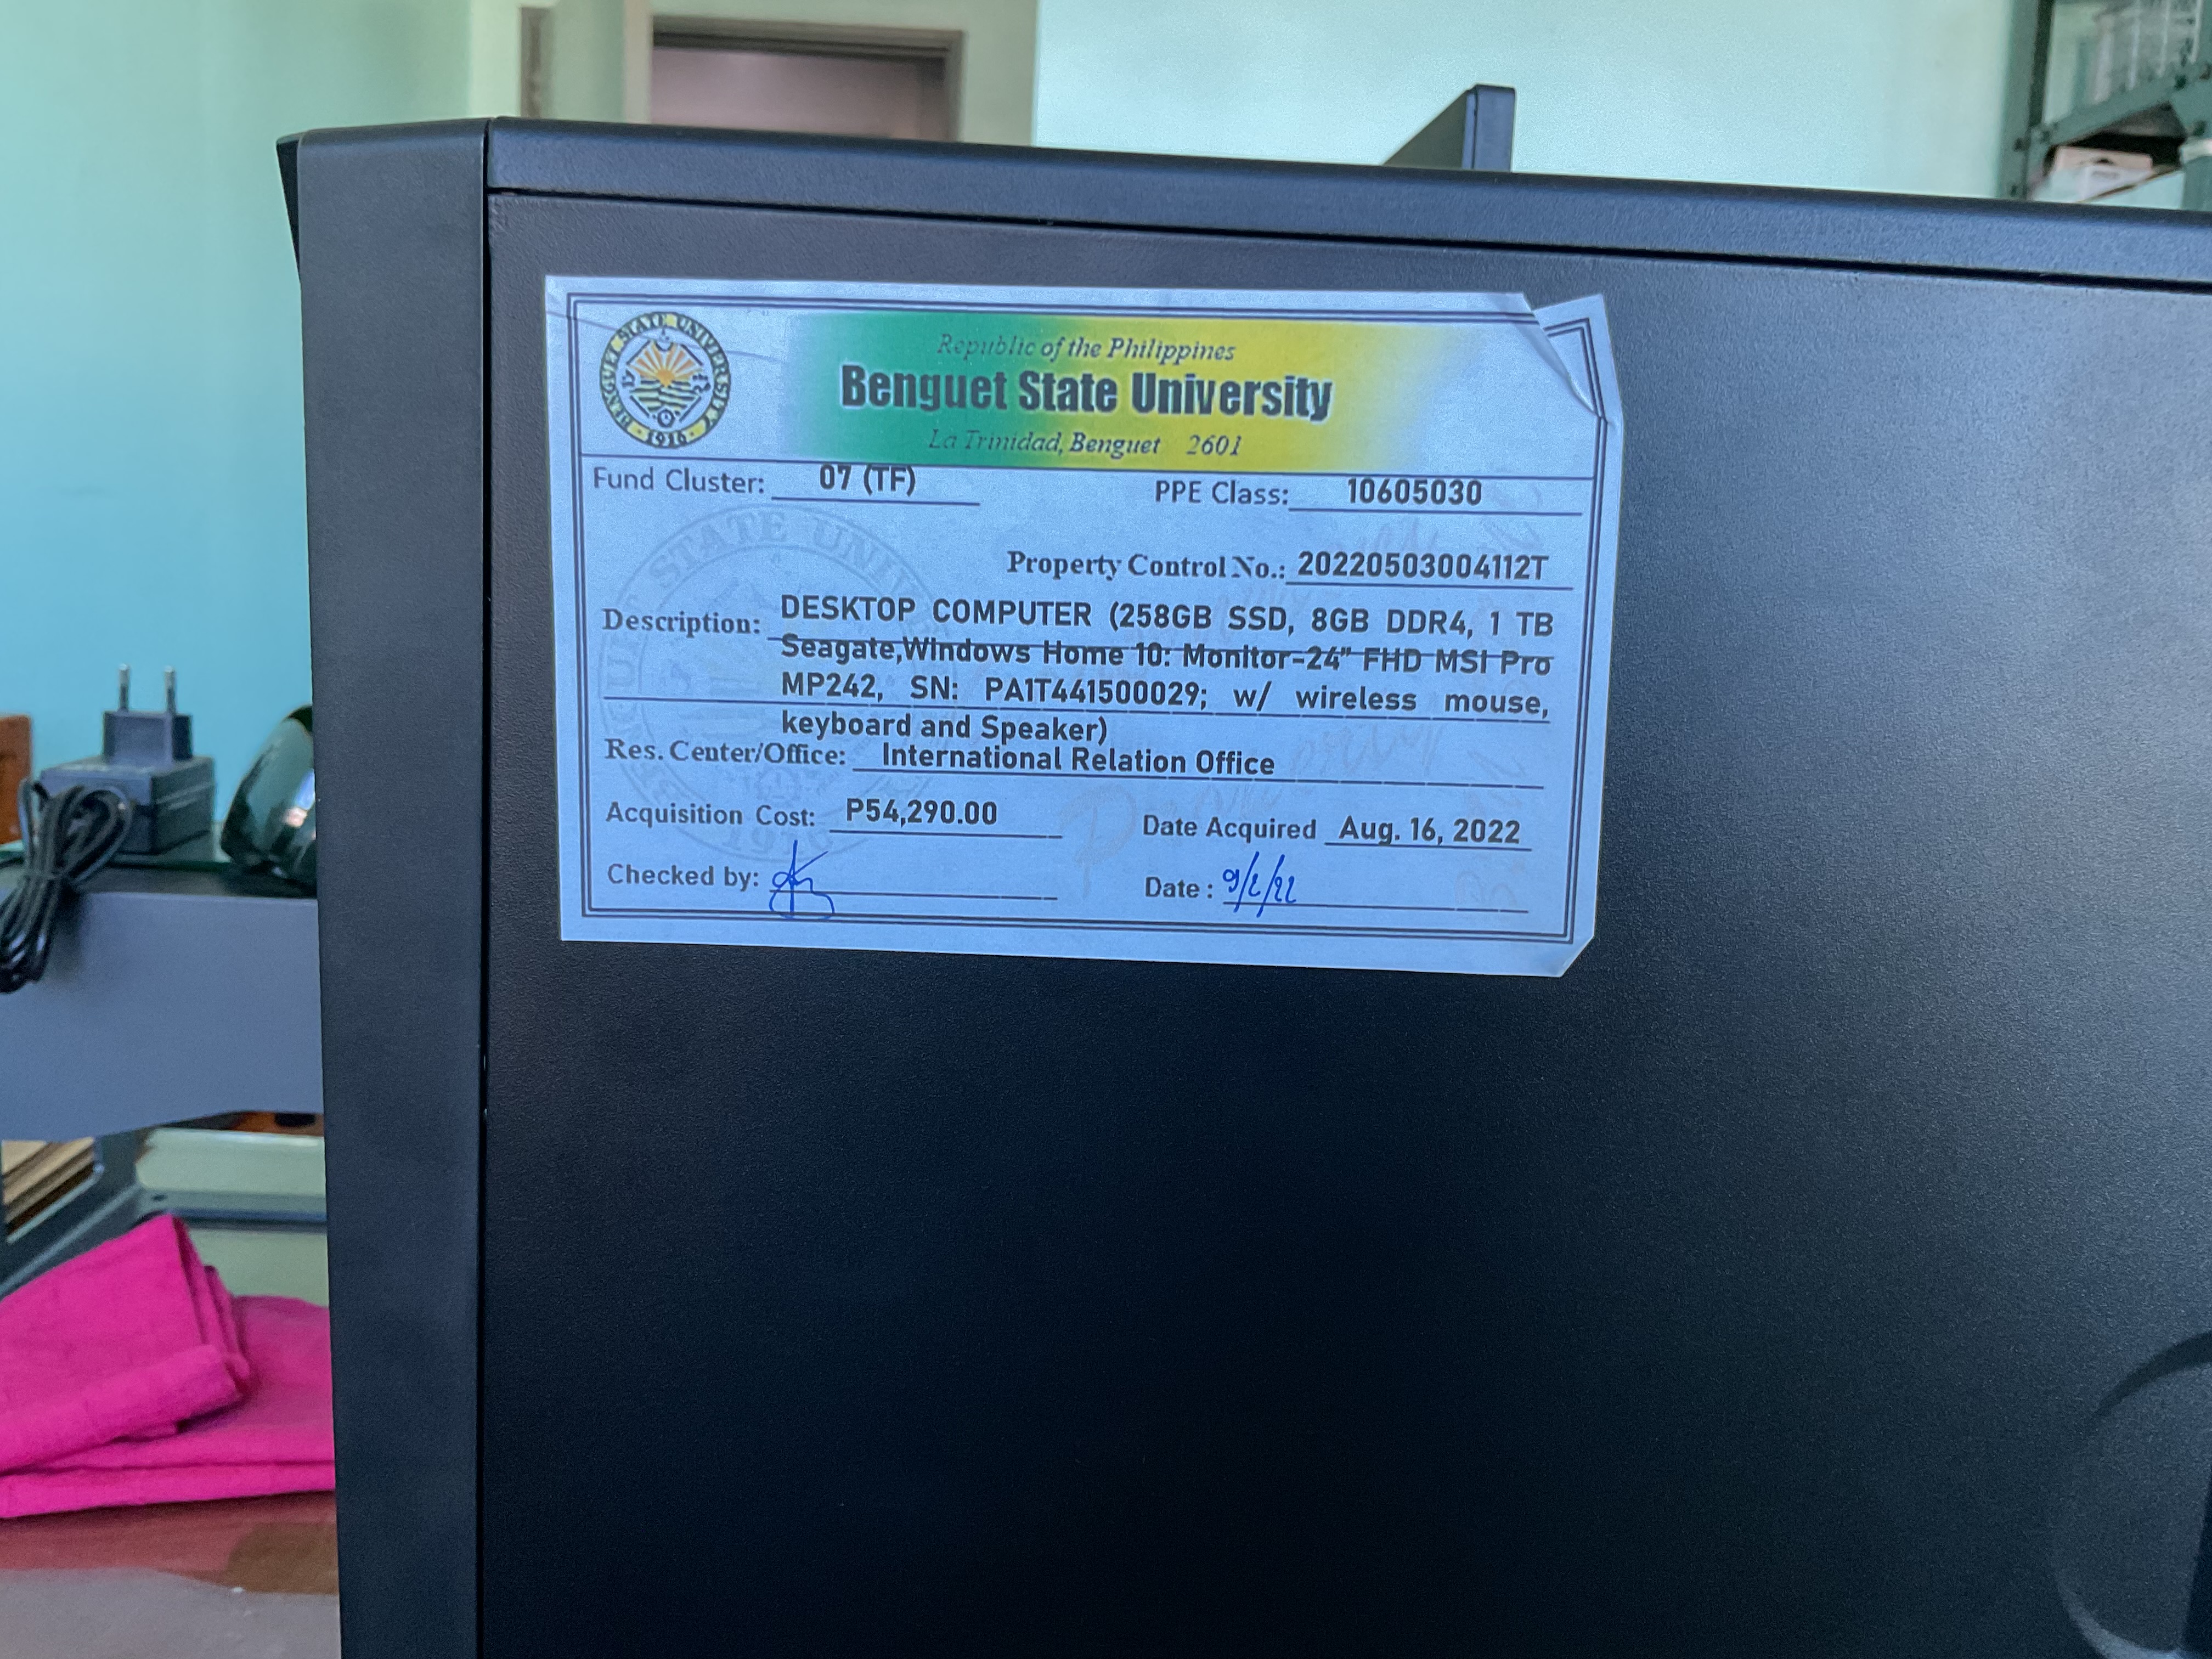 BENGUET STATE UNIVERSITY
1916
Republic of the Philippines
Benguet State University
La Trinidad, Benguet 2601
Fund Cluster: 07 (TF) PPE Class: 10605030
Property Control No.: 20220503004112T
Description: DESKTOP COMPUTER (258GB SSD, 8GB DDR4, 1 TB
Seagate,Windows Home 10: Monitor-24" FHD MSI Pro
MP242, SN: PA1T441500029; w/ wireless mouse,
keyboard and Speaker)
Res. Center/Office: International Relation Office
Acquisition Cost: P54,290.00 Date Acquired Aug. 16, 2022
Checked by: Date : 9/2/22